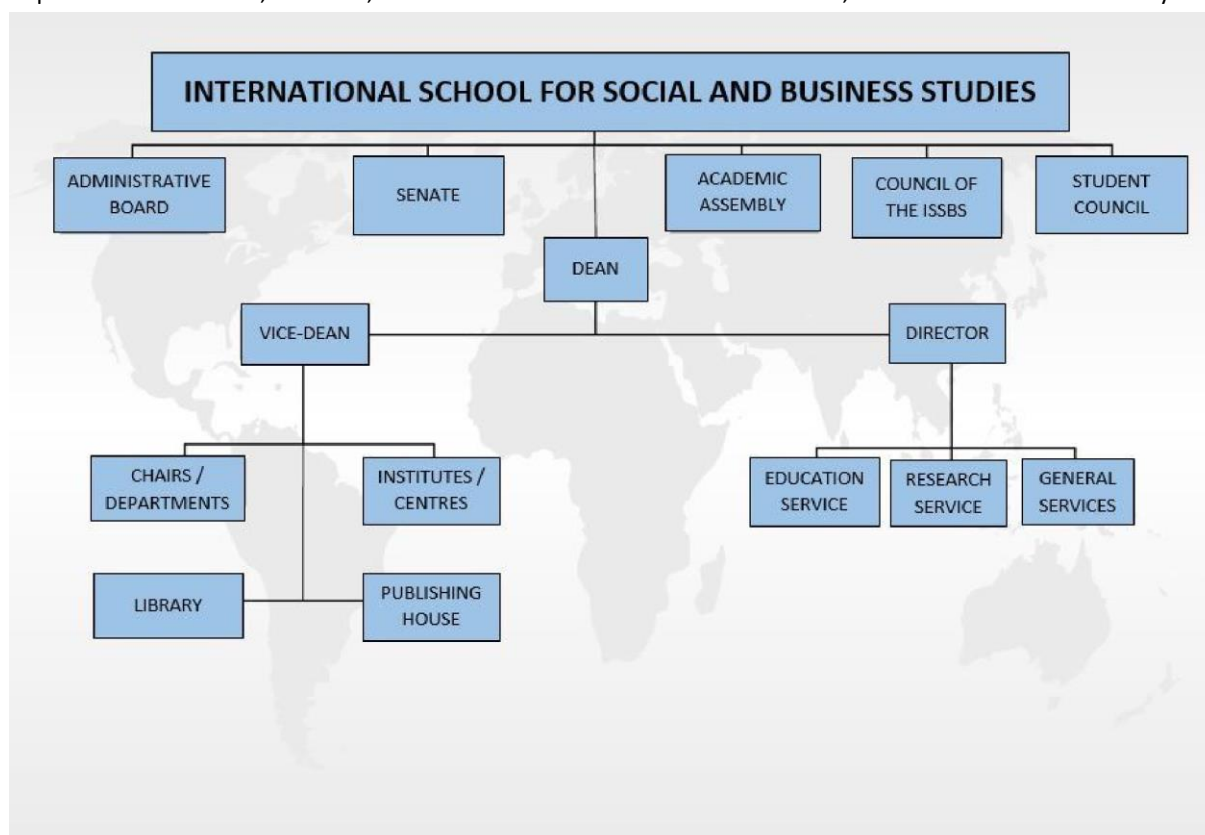 INTERNATIONAL SCHOOL FOR SOCIAL AND BUSINESS STUDIES
ADMINISTRATIVE
BOARD
SENATE
ACADEMIC
ASSEMBLY
COUNCIL OF
THE ISSBS
STUDENT
COUNCIL
DEAN
VICE-DEAN
DIRECTOR
CHAIRS /
DEPARTMENTS
INSTITUTES /
CENTRES
EDUCATION
SERVICE
RESEARCH
SERVICE
GENERAL
SERVICES
LIBRARY
PUBLISHING
HOUSE